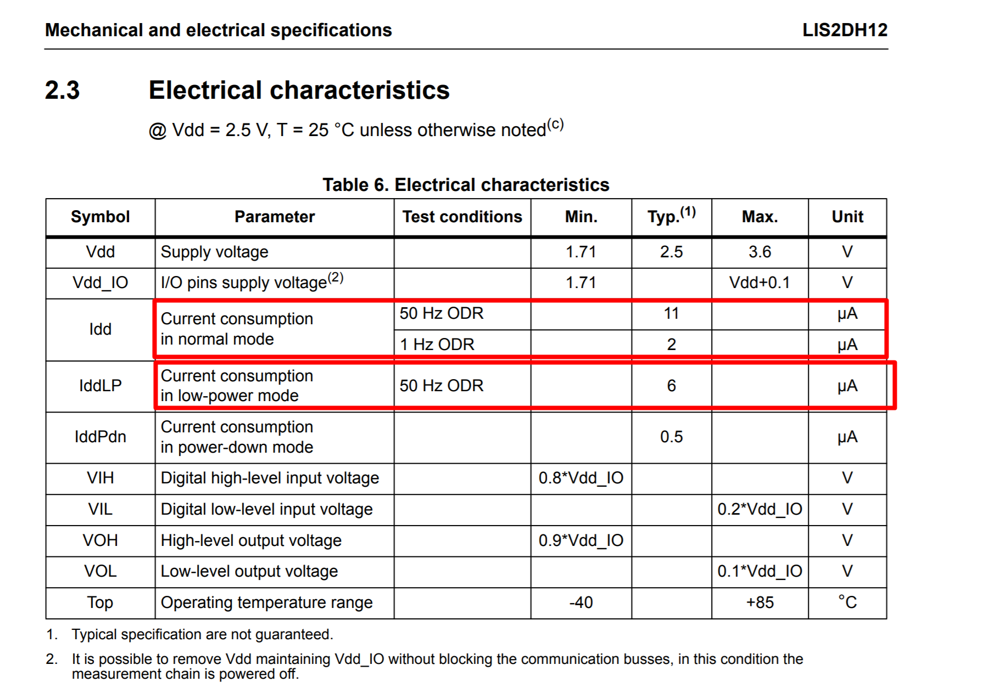 Mechanical and electrical specifications LIS2DH12
2.3 Electrical characteristics
@ Vdd = 2.5 V, T = 25 °C unless otherwise noted(c)
Table 6. Electrical characteristics
Symbol Parameter Test conditions Min. Typ.(1) Max. Unit
Vdd Supply voltage 1.71 2.5 3.6 V
Vdd_IO I/O pins supply voltage(2) 1.71 Vdd+0.1 V
Idd Current consumption
in normal mode 50 Hz ODR 11 µA
1 Hz ODR 2 µA
IddLP Current consumption
in low-power mode 50 Hz ODR 6 µA
IddPdn Current consumption
in power-down mode 0.5 µA
VIH Digital high-level input voltage 0.8*Vdd_IO V
VIL Digital low-level input voltage 0.2*Vdd_IO V
VOH High-level output voltage 0.9*Vdd_IO V
VOL Low-level output voltage 0.1*Vdd_IO V
Top Operating temperature range -40 +85 °C
1. Typical specification are not guaranteed.
2. It is possible to remove Vdd maintaining Vdd_IO without blocking the communication busses, in this condition the
measurement chain is powered off.